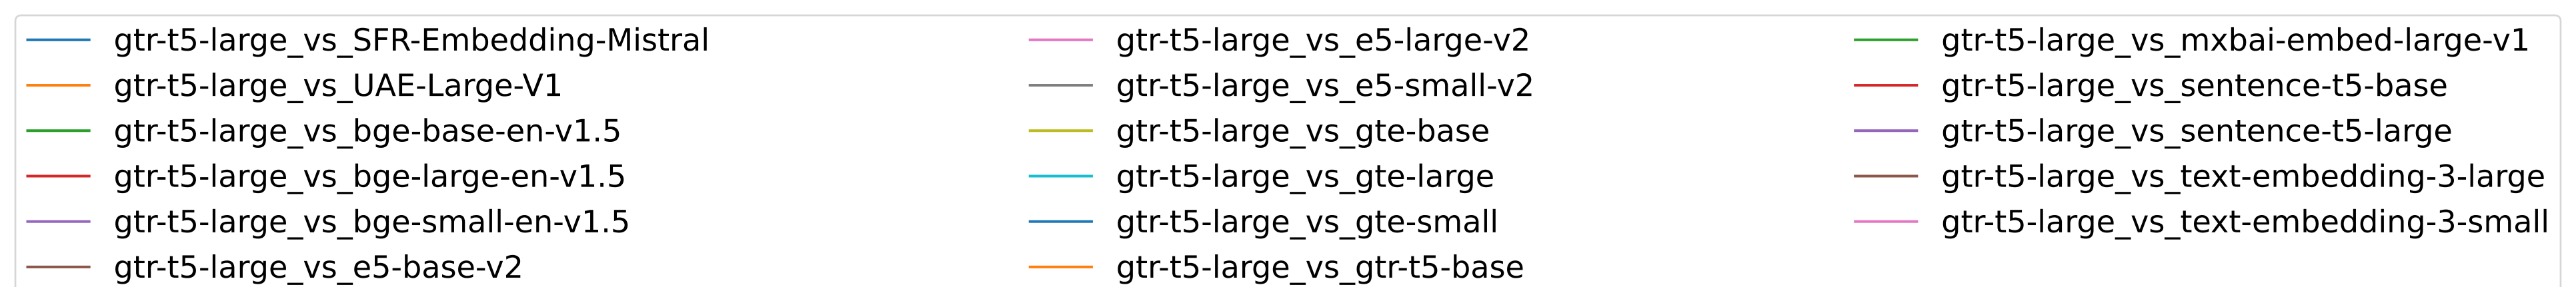 gtr-t5-large_vs_SFR-Embedding-Mistral
gtr-t5-large_vs_UAE-Large-V1
gtr-t5-large_vs_bge-base-en-v1.5
gtr-t5-large_vs_bge-large-en-v1.5
gtr-t5-large_vs_bge-small-en-v1.5
gtr-t5-large_vs_e5-base-v2
gtr-t5-large_vs_e5-large-v2
gtr-t5-large_vs_e5-small-v2
gtr-t5-large_vs_gte-base
gtr-t5-large_vs_gte-large
gtr-t5-large_vs_gte-small
gtr-t5-large_vs_gtr-t5-base
gtr-t5-large_vs_mxbai-embed-large-v1
gtr-t5-large_vs_sentence-t5-base
gtr-t5-large_vs_sentence-t5-large
gtr-t5-large_vs_text-embedding-3-large
gtr-t5-large_vs_text-embedding-3-small